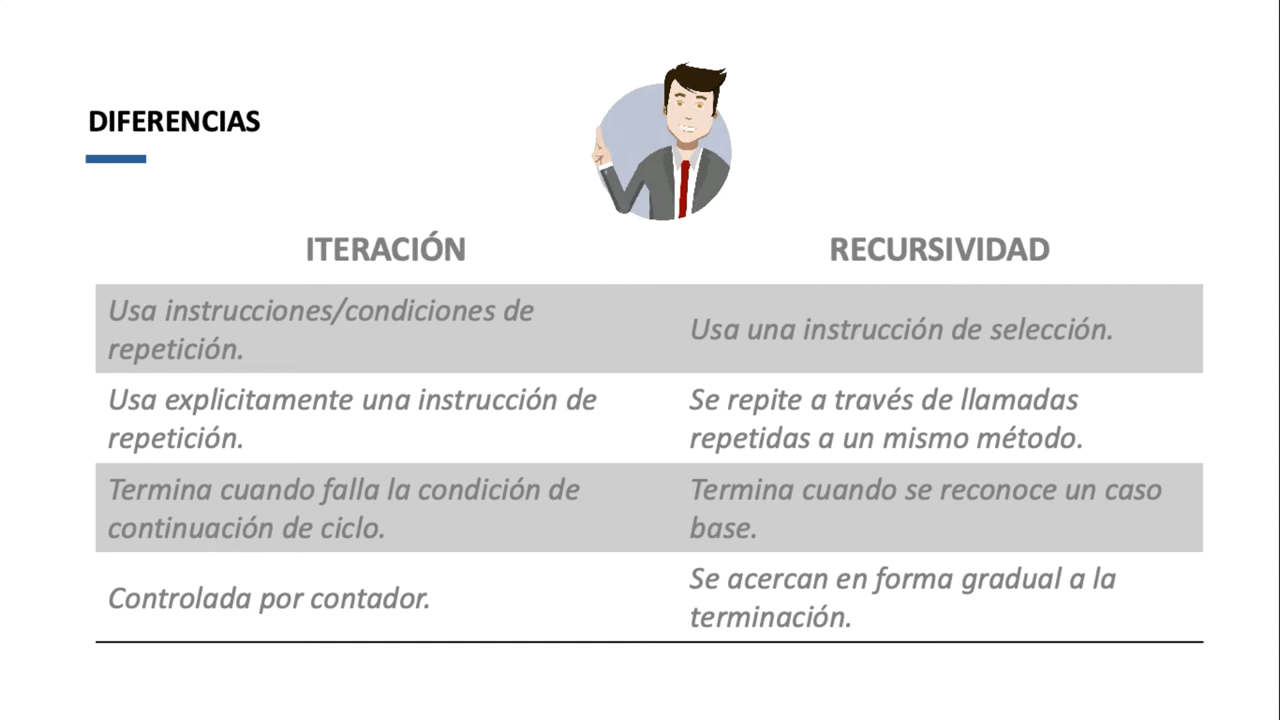 DIFERENCIAS
ITERACIÓN
RECURSIVIDAD
Usa instrucciones/condiciones de
repetición.
Usa una instrucción de selección.
Usa explicitamente una instrucción de
repetición.
Se repite a través de llamadas
repetidas a un mismo método.
Termina cuando falla la condición de
continuación de ciclo.
Termina cuando se reconoce un caso
base.
Controlada por contador.
Se acercan en forma gradual a la
terminación.